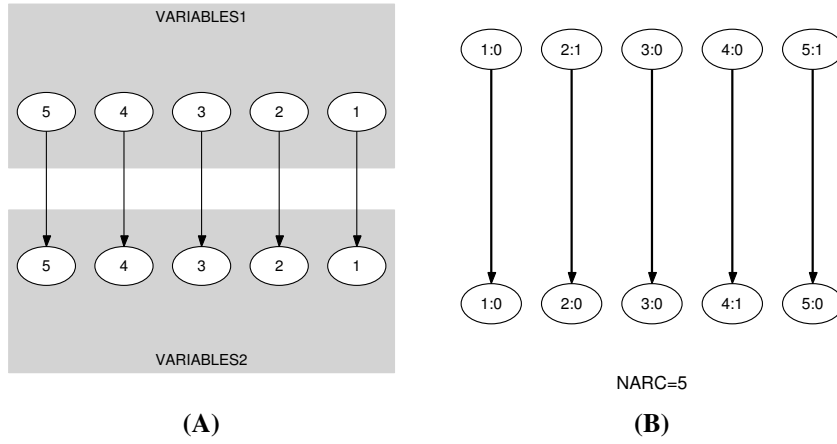 VARIABLES1
5 4 3 2 1
5 4 3 2 1
VARIABLES2
(A)
1:0 2:1 3:0 4:0 5:1
1:0 2:0 3:0 4:1 5:0
NARC=5
(B)